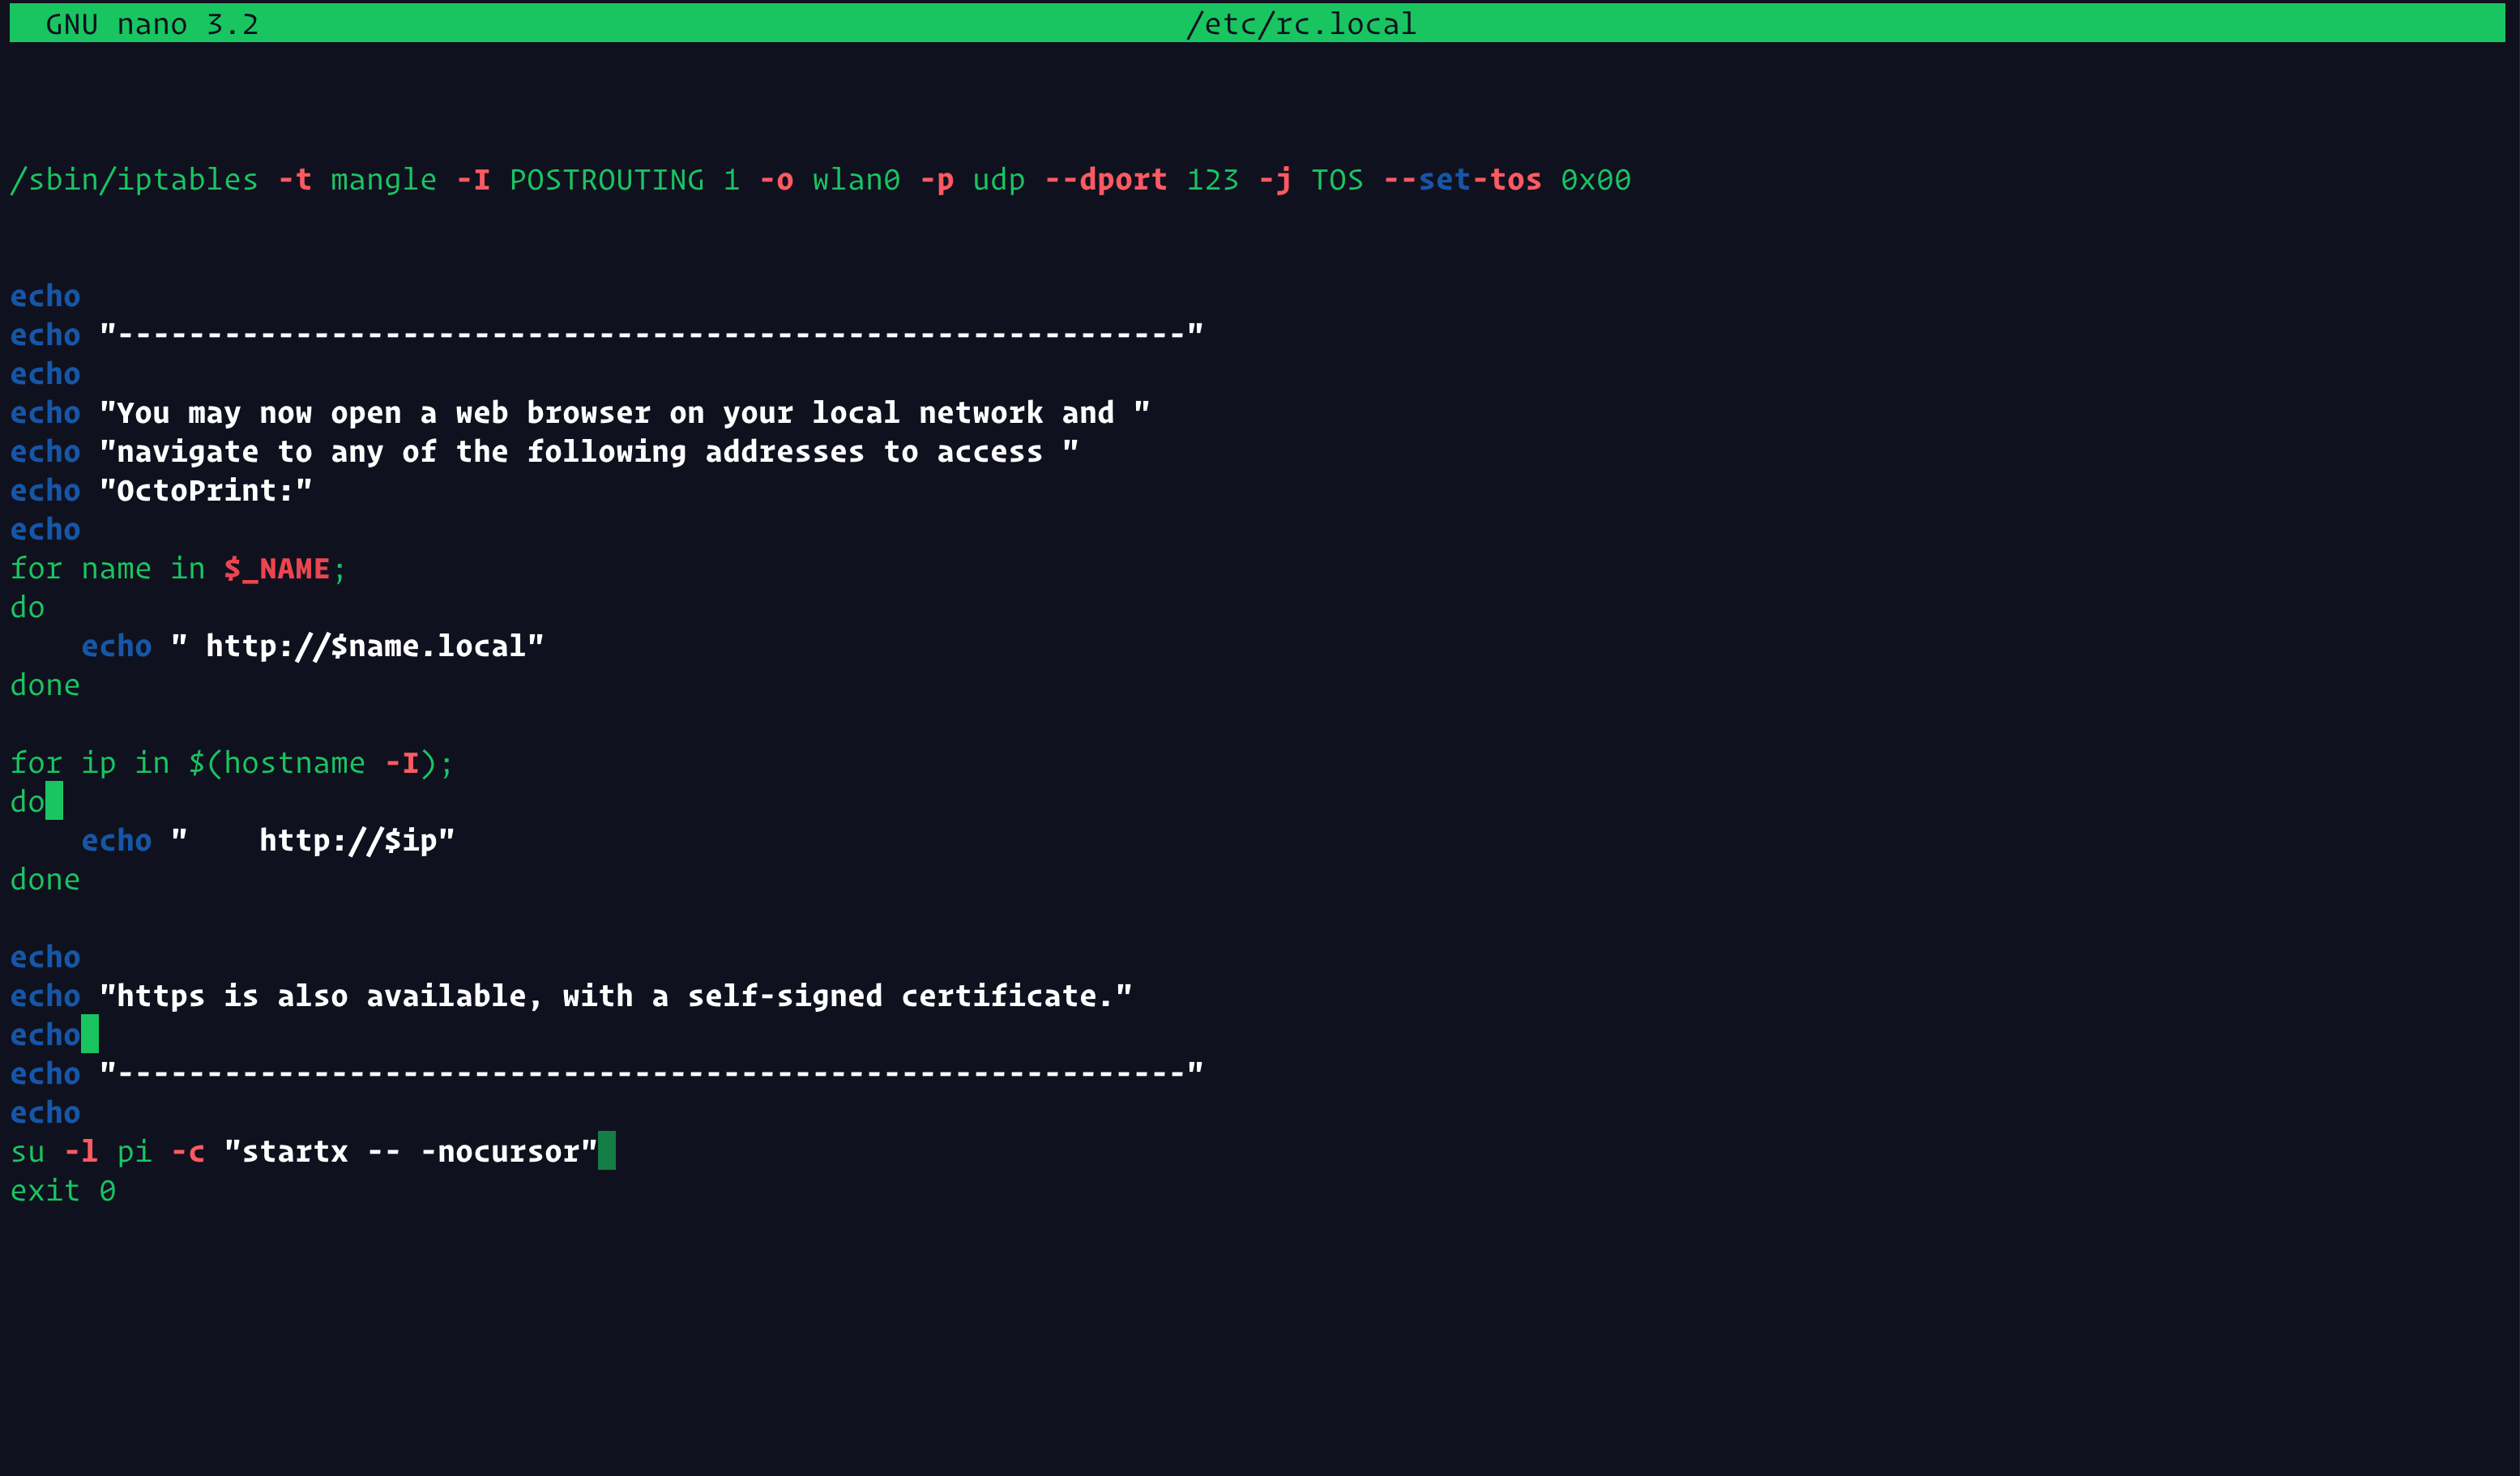 GNU nano 3.2 /etc/rc.local
/sbin/iptables -t mangle -I POSTROUTING 1 -o wlan0 -p udp --dport 123 -j TOS --set-tos 0x00
echo
echo "------------------------------------------------------------"
echo
echo "You may now open a web browser on your local network and "
echo "navigate to any of the following addresses to access "
echo "OctoPrint:"
echo
for name in $_NAME;
do
    echo " http://$name.local"
done
for ip in $(hostname -I);
do
    echo "    http://$ip"
done
echo
echo "https is also available, with a self-signed certificate."
echo
echo "------------------------------------------------------------"
echo
su -l pi -c "startx -- -nocursor"
exit 0